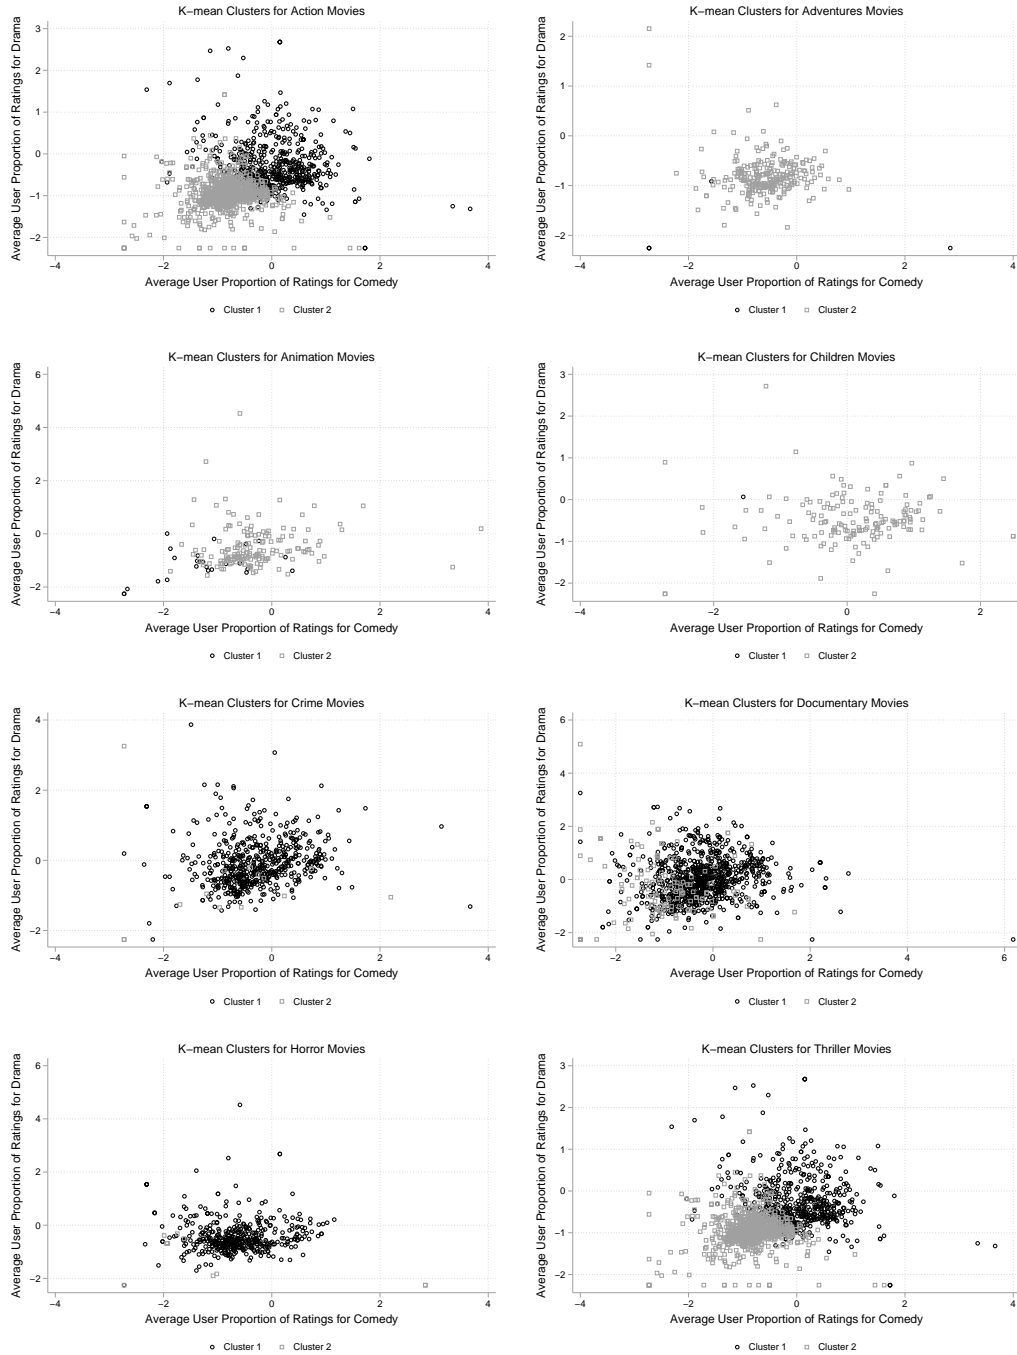 K−mean Clusters for Action Movies
Average User Proportion of Ratings for Drama
3
2
1
0
−1
−2
−4 −2 0 2 4
Average User Proportion of Ratings for Comedy
Cluster 1 Cluster 2
K−mean Clusters for Adventures Movies
Average User Proportion of Ratings for Drama
2
1
0
−1
−2
−4 −2 0 2 4
Average User Proportion of Ratings for Comedy
Cluster 1 Cluster 2
K−mean Clusters for Animation Movies
Average User Proportion of Ratings for Drama
6
4
2
0
−2
−4 −2 0 2 4
Average User Proportion of Ratings for Comedy
Cluster 1 Cluster 2
K−mean Clusters for Children Movies
Average User Proportion of Ratings for Drama
3
2
1
0
−1
−2
−4 −2 0 2
Average User Proportion of Ratings for Comedy
Cluster 1 Cluster 2
K−mean Clusters for Crime Movies
Average User Proportion of Ratings for Drama
4
2
0
−2
−4 −2 0 2 4
Average User Proportion of Ratings for Comedy
Cluster 1 Cluster 2
K−mean Clusters for Documentary Movies
Average User Proportion of Ratings for Drama
6
4
2
0
−2
−2 0 2 4 6
Average User Proportion of Ratings for Comedy
Cluster 1 Cluster 2
K−mean Clusters for Horror Movies
Average User Proportion of Ratings for Drama
6
4
2
0
−2
−4 −2 0 2 4
Average User Proportion of Ratings for Comedy
Cluster 1 Cluster 2
K−mean Clusters for Thriller Movies
Average User Proportion of Ratings for Drama
3
2
1
0
−1
−2
−4 −2 0 2 4
Average User Proportion of Ratings for Comedy
Cluster 1 Cluster 2